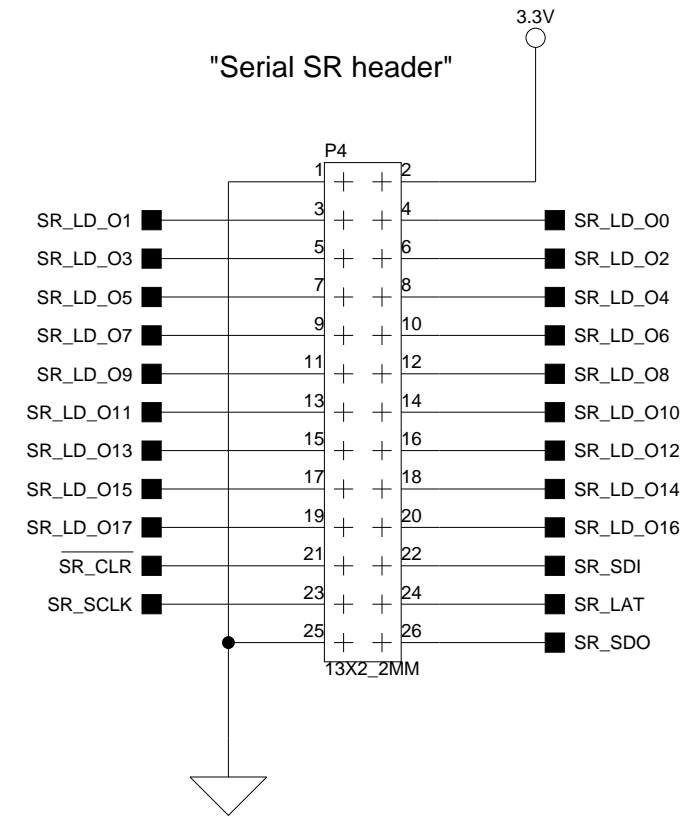 3.3V
"Serial SR header"
P4
1 2
SR_LD_O1 3 4 SR_LD_O0
SR_LD_O3 5 6 SR_LD_O2
SR_LD_O5 7 8 SR_LD_O4
SR_LD_O7 9 10 SR_LD_O6
SR_LD_O9 11 12 SR_LD_O8
SR_LD_O11 13 14 SR_LD_O10
SR_LD_O13 15 16 SR_LD_O12
SR_LD_O15 17 18 SR_LD_O14
SR_LD_O17 19 20 SR_LD_O16
SR_CLR 21 22 SR_SDI
SR_SCLK 23 24 SR_LAT
25 26 SR_SDO
13X2_2MM